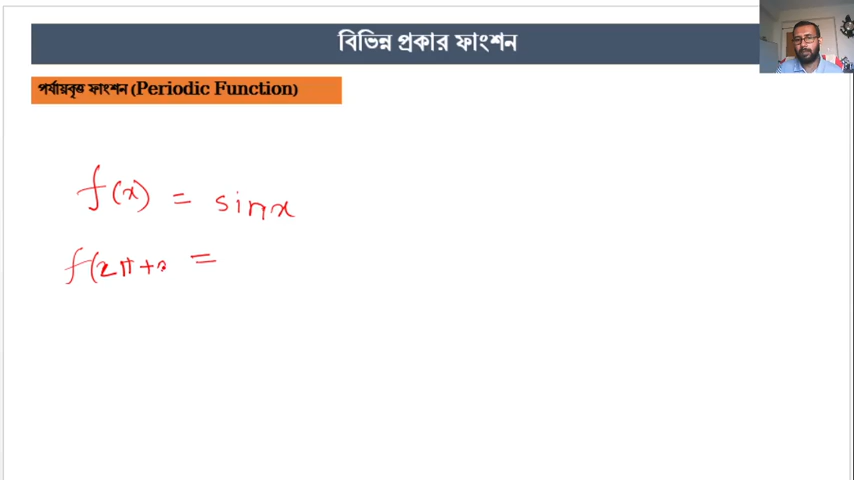 বিভিন্ন প্রকার ফাংশন
পর্যায়বৃত্ত ফাংশন (Periodic Function)
f(x) = sinx
f(2π+x =